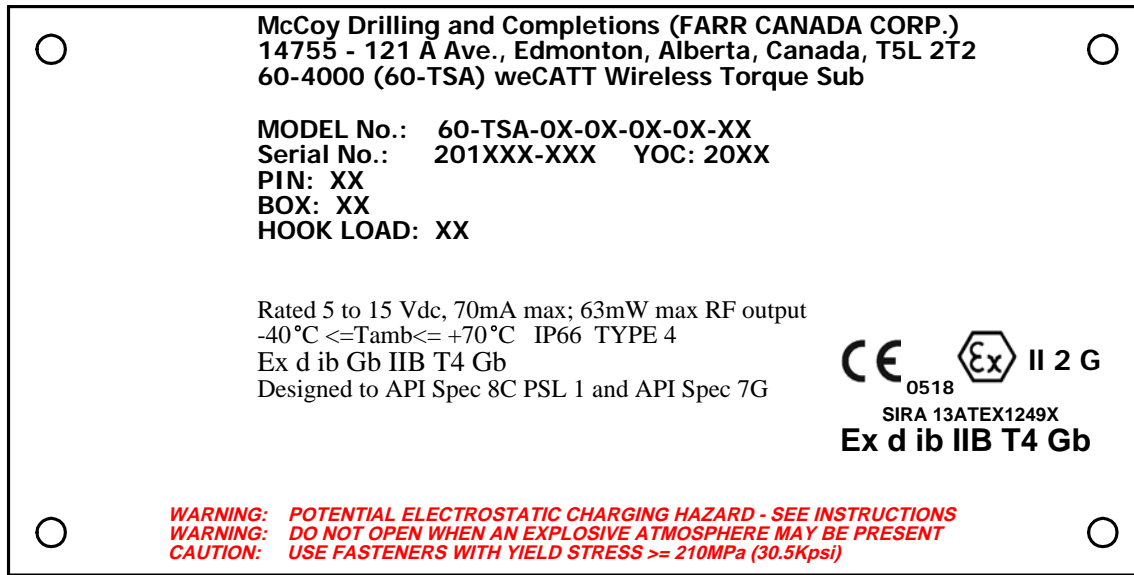 McCoy Drilling and Completions (FARR CANADA CORP.)
14755 - 121 A Ave., Edmonton, Alberta, Canada, T5L 2T2
60-4000 (60-TSA) weCATT Wireless Torque Sub
MODEL No.: 60-TSA-0X-0X-0X-0X-XX
Serial No.: 201XXX-XXX YOC: 20XX
PIN: XX
BOX: XX
HOOK LOAD: XX
Rated 5 to 15 Vdc, 70mA max; 63mW max RF output
-40°C <=Tamb<= +70°C IP66 TYPE 4
Ex d ib Gb IIB T4 Gb
Designed to API Spec 8C PSL 1 and API Spec 7G
CE 0518 Ex II 2 G
SIRA 13ATEX1249X
Ex d ib IIB T4 Gb
WARNING: POTENTIAL ELECTROSTATIC CHARGING HAZARD - SEE INSTRUCTIONS
WARNING: DO NOT OPEN WHEN AN EXPLOSIVE ATMOSPHERE MAY BE PRESENT
CAUTION: USE FASTENERS WITH YIELD STRESS >= 210MPa (30.5Kpsi)